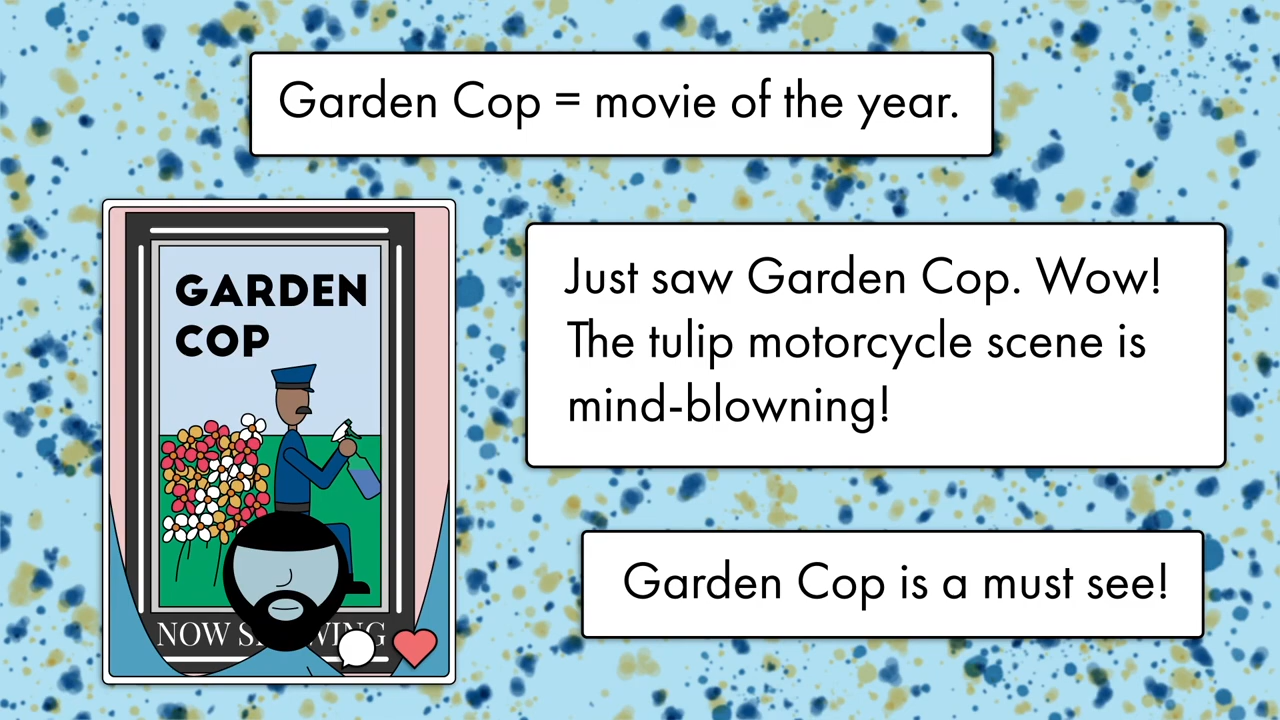 Garden Cop = movie of the year.
GARDEN
COP
Just saw Garden Cop. Wow!
The tulip motorcycle scene is
mind-blowning!
Garden Cop is a must see!
NOW